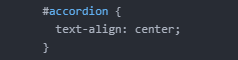 #accordion {
  text-align: center;
}